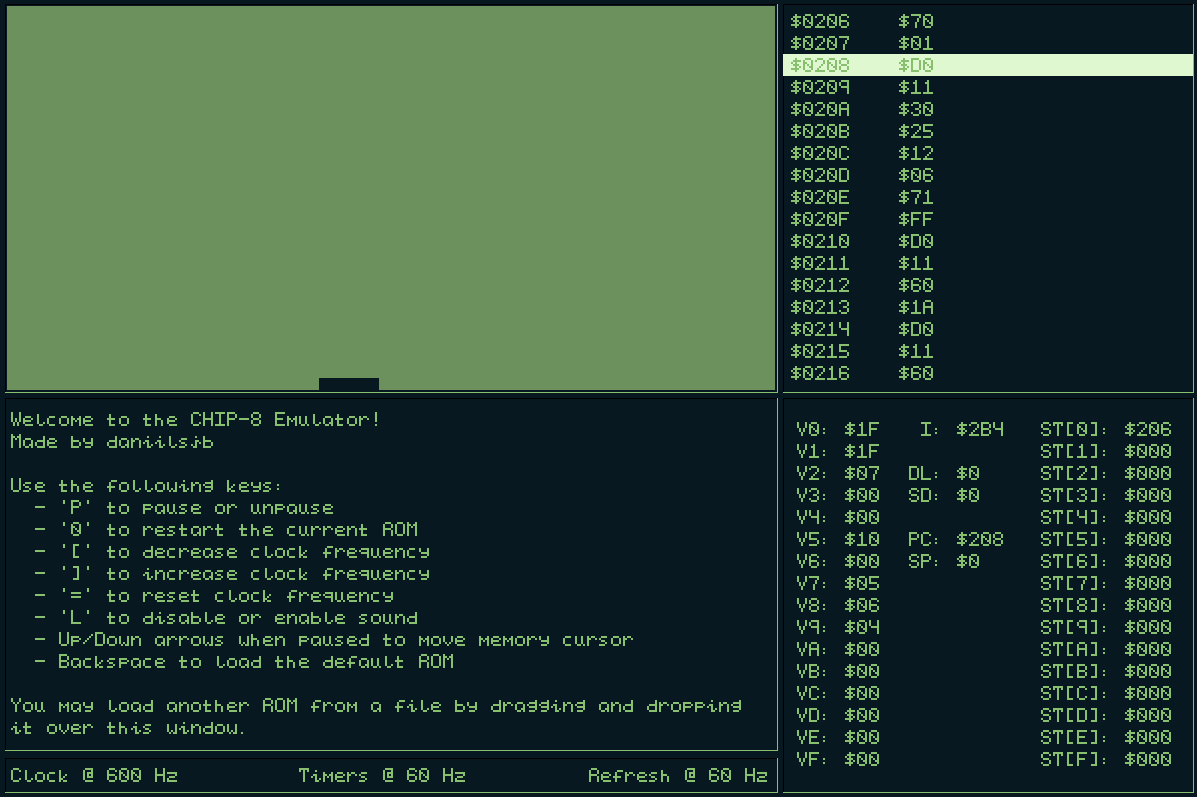 $0206 $70
$0207 $01
$0208 $D0
$0209 $11
$020A $30
$020B $25
$020C $12
$020D $06
$020E $71
$020F $FF
$0210 $D0
$0211 $11
$0212 $60
$0213 $1A
$0214 $D0
$0215 $11
$0216 $60
Welcome to the CHIP-8 Emulator!
Made by daniilsjb
Use the following keys:
- 'P' to pause or unpause
- '0' to restart the current ROM
- '[' to decrease clock frequency
- ']' to increase clock frequency
- '=' to reset clock frequency
- 'L' to disable or enable sound
- Up/Down arrows when paused to move memory cursor
- Backspace to load the default ROM
You may load another ROM from a file by dragging and dropping
it over this window.
Clock @ 600 Hz Timers @ 60 Hz Refresh @ 60 Hz
V0: $1F I: $2B4 ST[0]: $206
V1: $1F ST[1]: $000
V2: $07 DL: $0 ST[2]: $000
V3: $00 SD: $0 ST[3]: $000
V4: $00 ST[4]: $000
V5: $10 PC: $208 ST[5]: $000
V6: $00 SP: $0 ST[6]: $000
V7: $05 ST[7]: $000
V8: $06 ST[8]: $000
V9: $04 ST[9]: $000
VA: $00 ST[A]: $000
VB: $00 ST[B]: $000
VC: $00 ST[C]: $000
VD: $00 ST[D]: $000
VE: $00 ST[E]: $000
VF: $00 ST[F]: $000